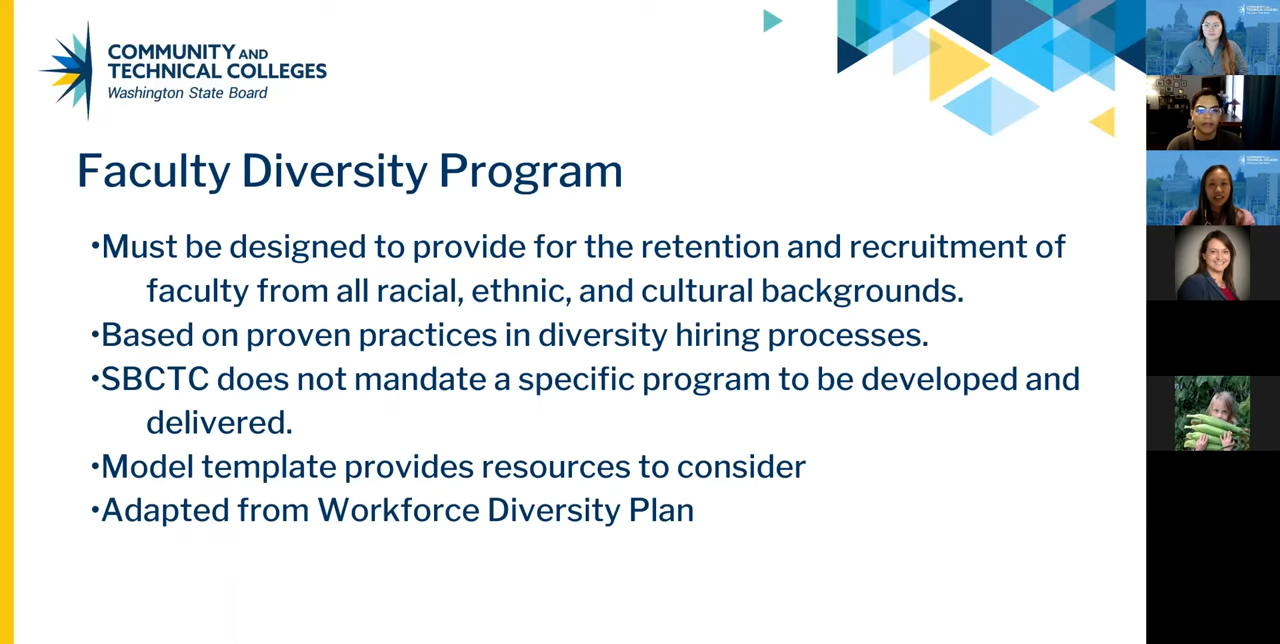 COMMUNITY AND
TECHNICAL COLLEGES
Washington State Board
Faculty Diversity Program
•Must be designed to provide for the retention and recruitment of
faculty from all racial, ethnic, and cultural backgrounds.
•Based on proven practices in diversity hiring processes.
•SBCTC does not mandate a specific program to be developed and
delivered.
•Model template provides resources to consider
•Adapted from Workforce Diversity Plan